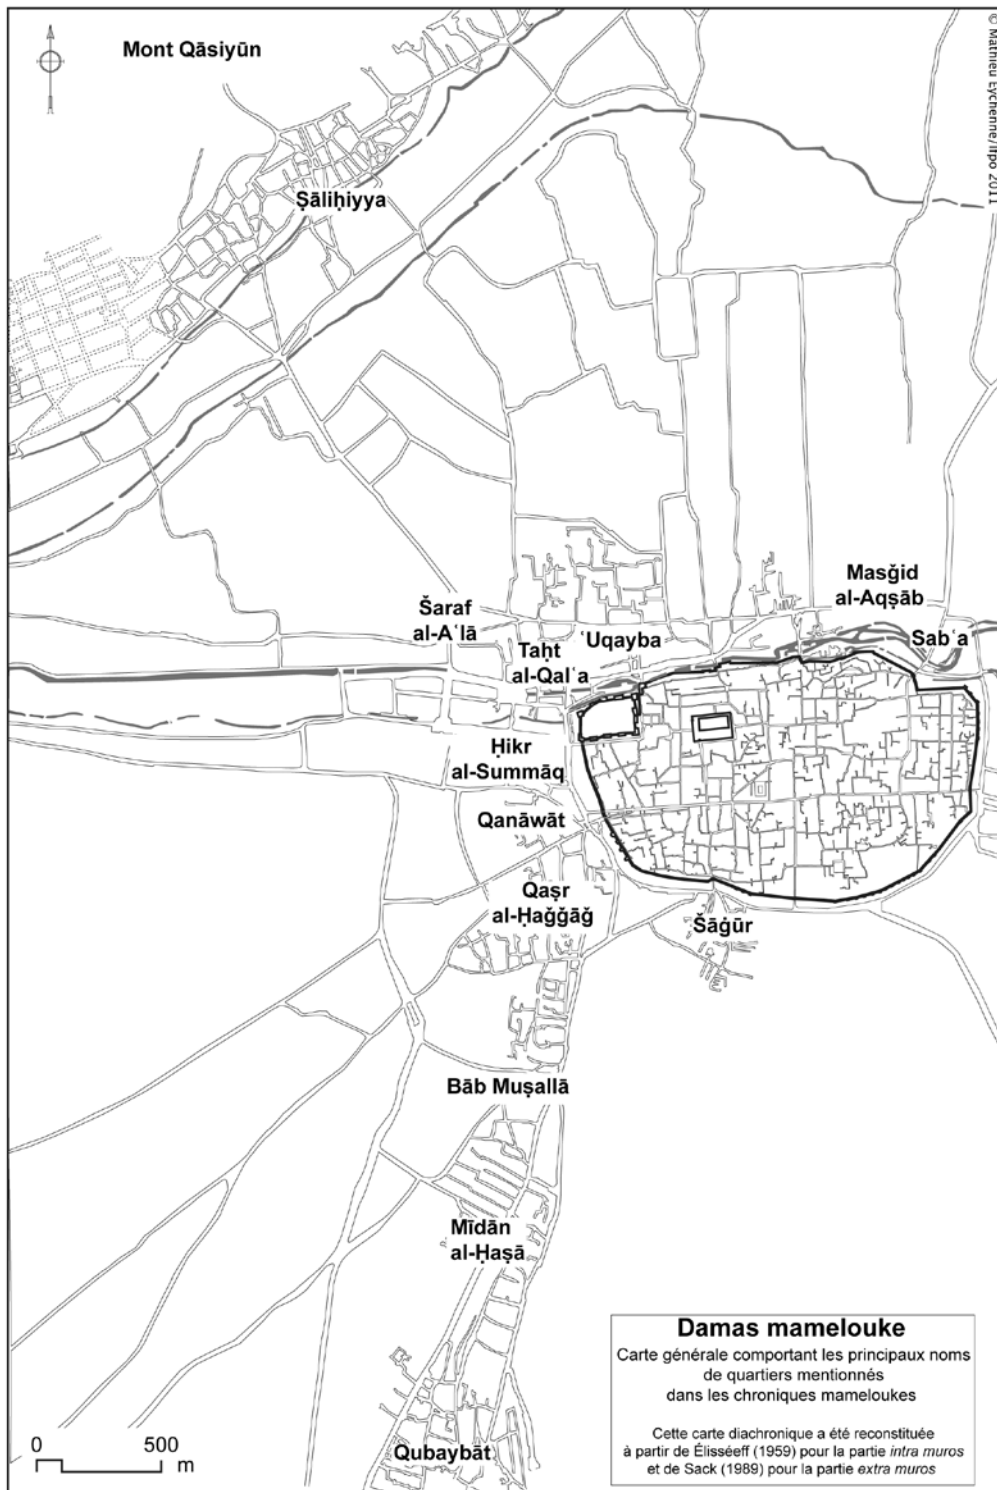 © Mathieu Eychenne/Ifpo 2011
Mont Qāsiyūn
Ṣāliḥiyya
Masǧid
al-Aqṣāb
Šaraf
al-Aʿlā
ʿUqayba
Sabʿa
Taḥt
al-Qalʿa
Ḥikr
al-Summāq
Qanāwāt
Qaṣr
al-Ḥaǧǧāǧ
Šāġūr
Bāb Muṣallā
Mīdān
al-Ḥaṣā
Qubaybāt
0 500
m
Damas mamelouke
Carte générale comportant les principaux noms
de quartiers mentionnés
dans les chroniques mameloukes
Cette carte diachronique a été reconstituée
à partir de Élisséeff (1959) pour la partie intra muros
et de Sack (1989) pour la partie extra muros